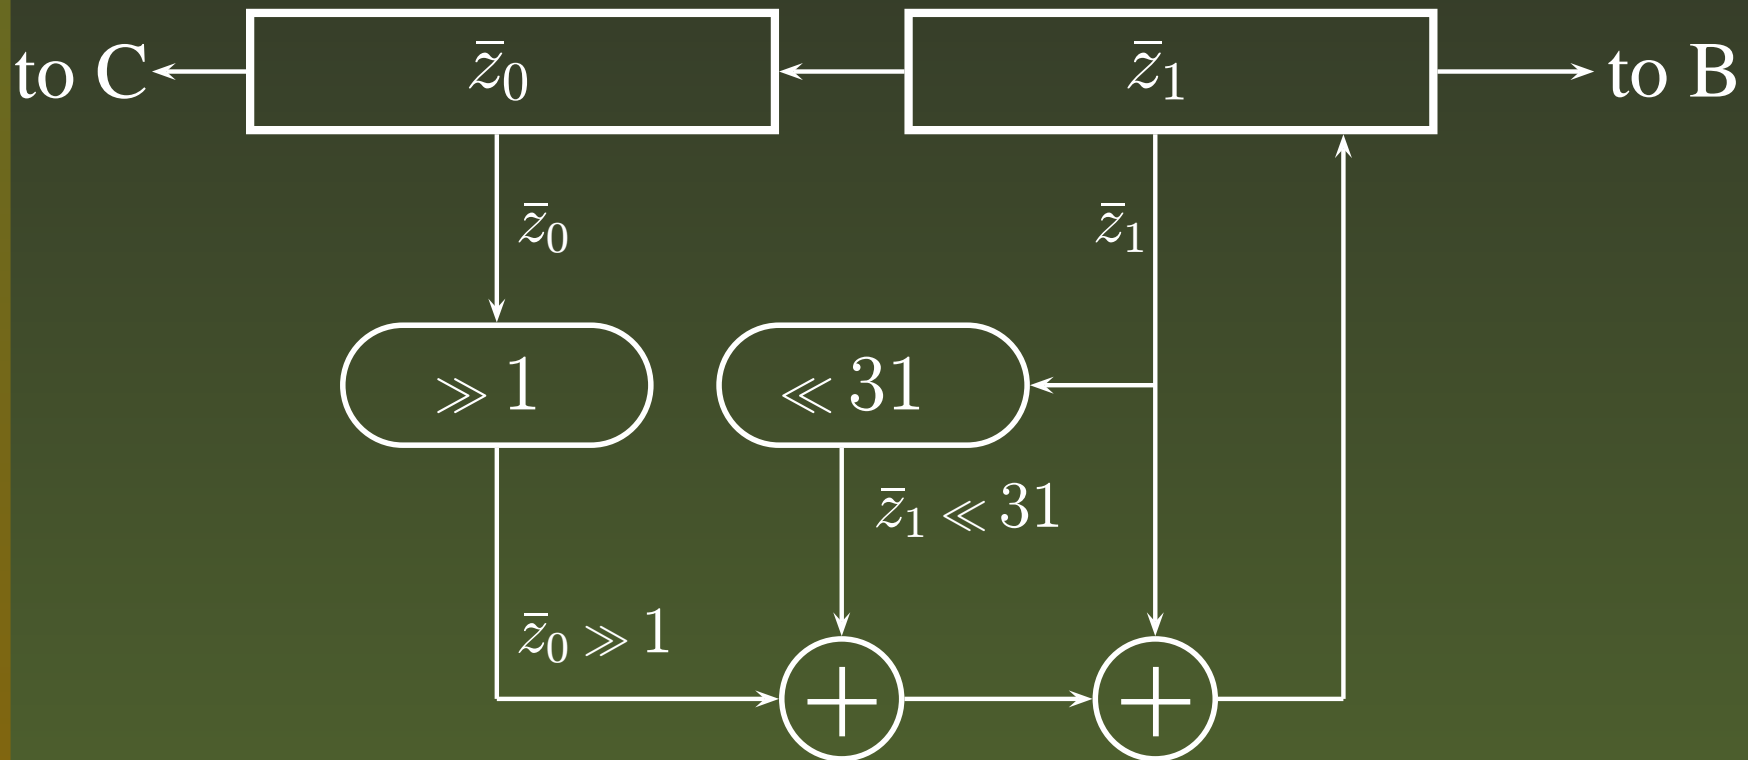 to C z̄₀ z̄₁ to B
z̄₀ z̄₁
≫ 1 ≪ 31
z̄₁ ≪ 31
z̄₀ ≫ 1
+ +